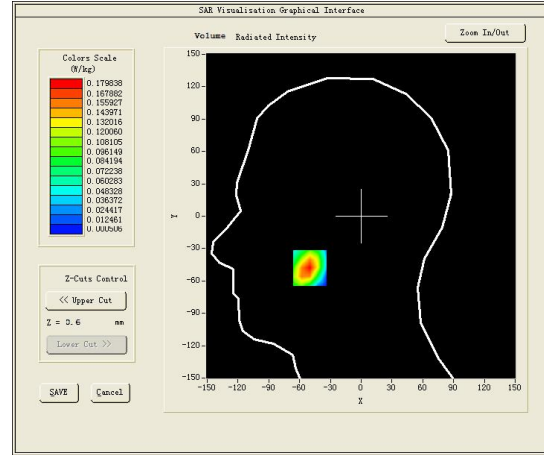 SAR Visualisation Graphical Interface
Volume Radiated Intensity
Zoom In/Out
Colors Scale
(W/kg)
0.179838
0.167882
0.155927
0.143971
0.132016
0.120060
0.108105
0.096149
0.084194
0.072238
0.060283
0.048328
0.036372
0.024417
0.012461
0.000506
Z-Cuts Control
<< Upper Cut
Z = 3.6 mm
Lower Cut >>
SAVE
Cancel
150
120
90
60
30
0
-30
-60
-90
-120
-150
Y
-150 -120 -90 -60 -30 0 30 60 90 120 150
X